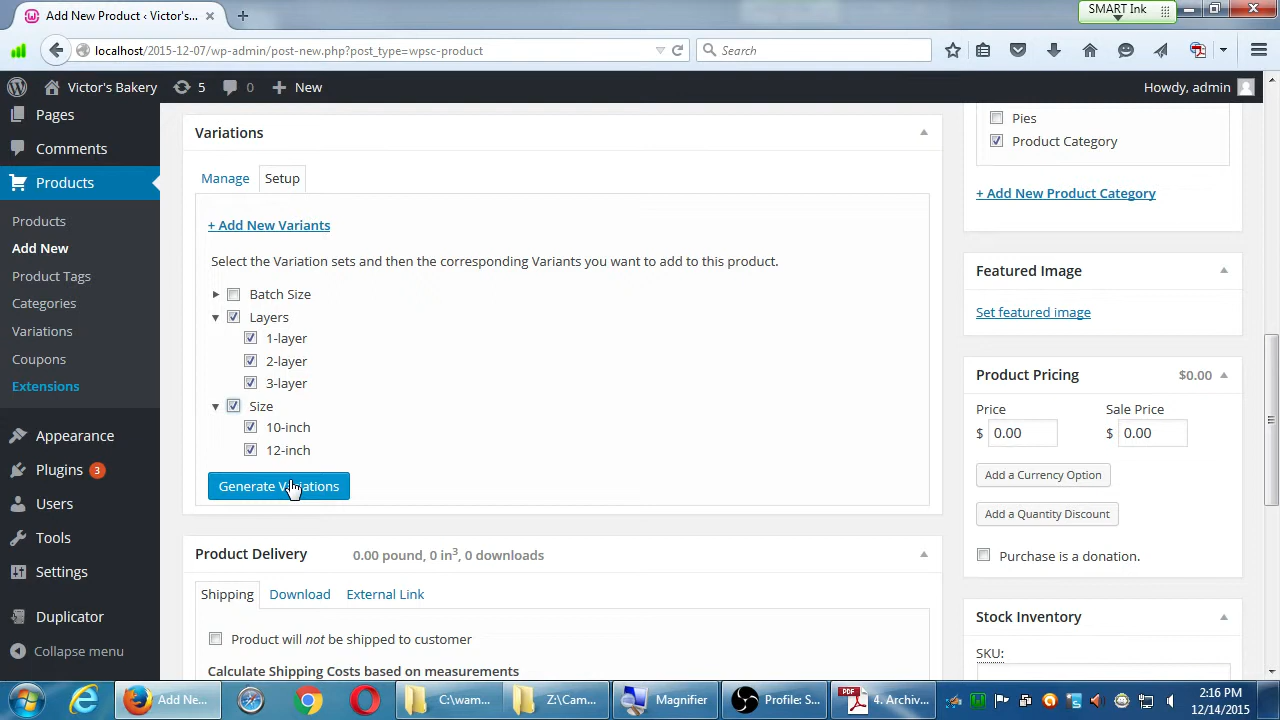 Add New Product ‹ Victor's...
SMART Ink
localhost/2015-12-07/wp-admin/post-new.php?post_type=wpsc-product
Search
Victor's Bakery
5
0
New
Howdy, admin
Pages
Comments
Products
Products
Add New
Product Tags
Categories
Variations
Coupons
Extensions
Appearance
Plugins 3
Users
Tools
Settings
Duplicator
Collapse menu
Variations
Manage
Setup
+ Add New Variants
Select the Variation sets and then the corresponding Variants you want to add to this product.
Batch Size
Layers
1-layer
2-layer
3-layer
Size
10-inch
12-inch
Generate Variations
Product Delivery
0.00 pound, 0 in3, 0 downloads
Shipping
Download
External Link
Product will not be shipped to customer
Calculate Shipping Costs based on measurements
Pies
Product Category
+ Add New Product Category
Featured Image
Set featured image
Product Pricing
$0.00
Price
Sale Price
$ 0.00
$ 0.00
Add a Currency Option
Add a Quantity Discount
Purchase is a donation.
Stock Inventory
SKU:
Add Ne...
C:\wam...
Z:\Cam...
Magnifier
Profile: S...
PDF
4. Archiv...
2:16 PM
12/14/2015